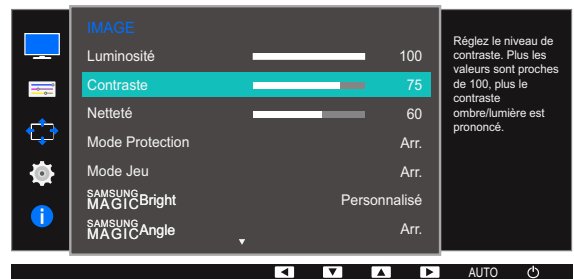 IMAGE
Luminosité 100
Contraste 75
Netteté 60
Mode Protection Arr.
Mode Jeu Arr.
SAMSUNG MAGICBright Personnalisé
SAMSUNG MAGICAngle Arr.
Réglez le niveau de
contraste. Plus les
valeurs sont proches
de 100, plus le
contraste
ombre/lumière est
prononcé.
AUTO